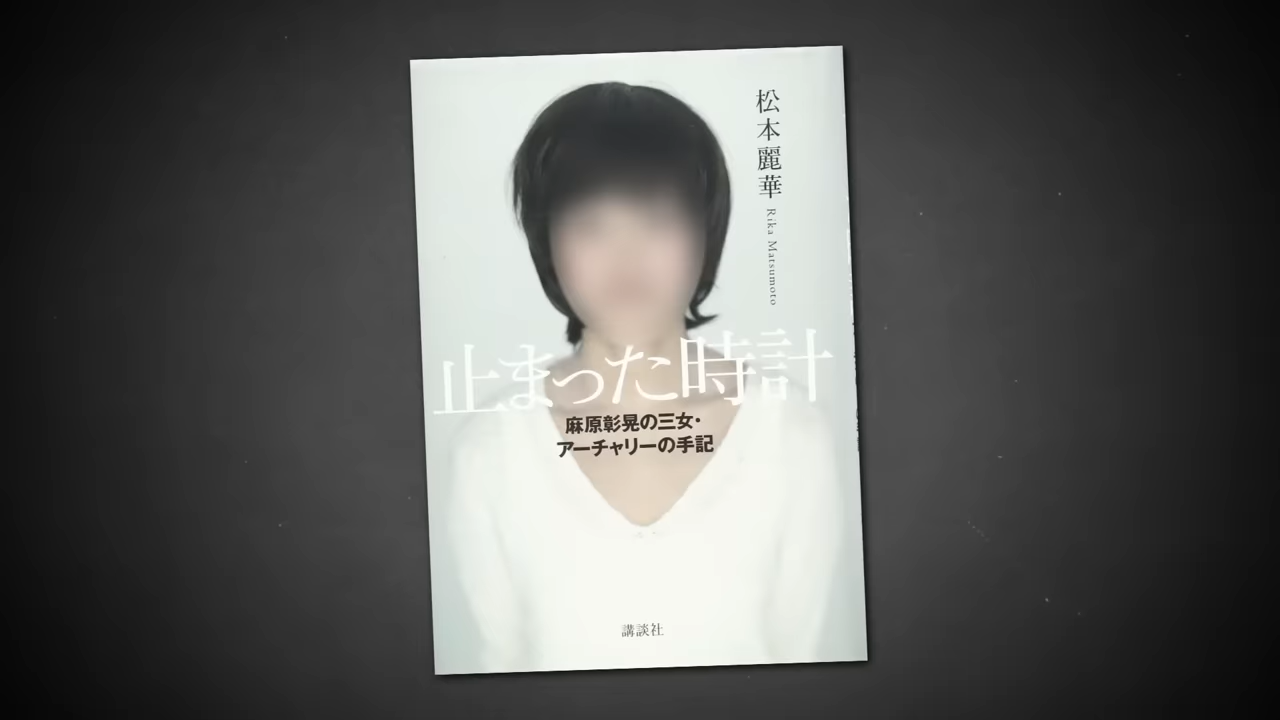 松本麗華
Rika Matsumoto
止まった時計
麻原彰晃の三女・
アーチャリーの手記
講談社